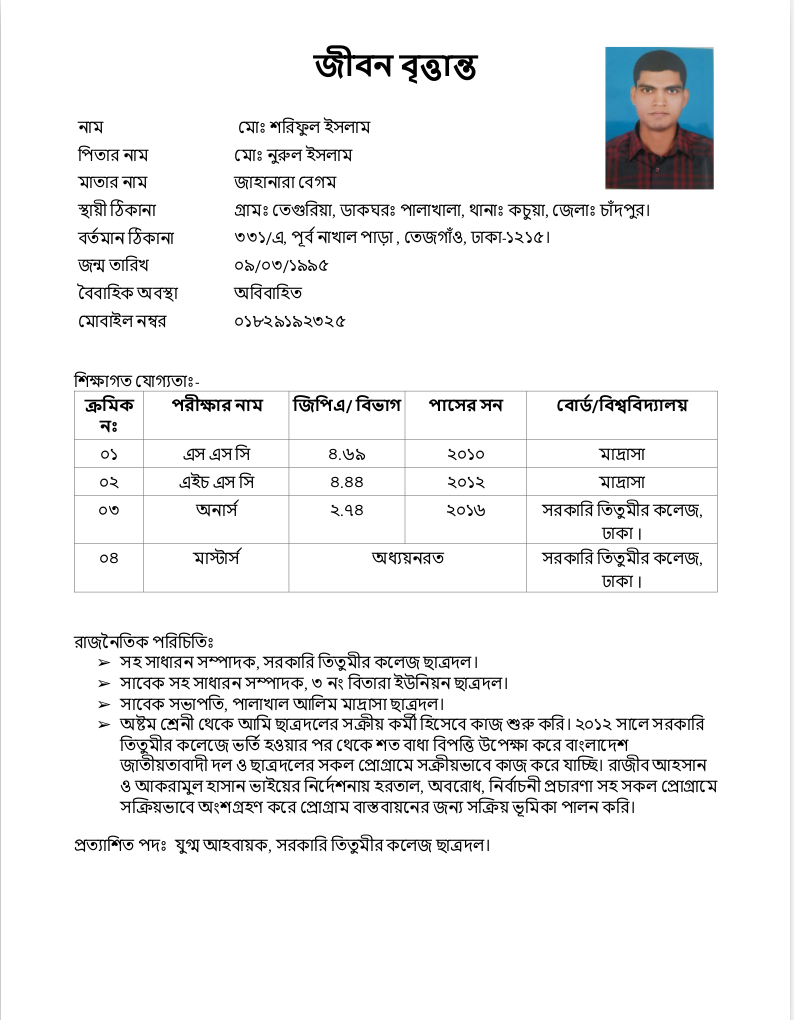 জীবন বৃত্তান্ত
নাম মোঃ শরিফুল ইসলাম
পিতার নাম মোঃ নুরুল ইসলাম
মাতার নাম জাহানারা বেগম
স্থায়ী ঠিকানা গ্রামঃ তেগুরিয়া, ডাকঘরঃ পালাখালা, থানাঃ কচুয়া, জেলাঃ চাঁদপুর।
বর্তমান ঠিকানা ৩৩১/এ, পূর্ব নাখাল পাড়া , তেজগাঁও, ঢাকা-১২১৫।
জন্ম তারিখ ০৯/০৩/১৯৯৫
বৈবাহিক অবস্থা অবিবাহিত
মোবাইল নম্বর ০১৮২৯১৯২৩২৫
শিক্ষাগত যোগ্যতাঃ-
ক্রমিক নঃ পরীক্ষার নাম জিপিএ/ বিভাগ পাসের সন বোর্ড/বিশ্ববিদ্যালয়
০১ এস এস সি ৪.৬৯ ২০১০ মাদ্রাসা
০২ এইচ এস সি ৪.৪৪ ২০১২ মাদ্রাসা
০৩ অনার্স ২.৭৪ ২০১৬ সরকারি তিতুমীর কলেজ,
ঢাকা ।
০৪ মাস্টার্স অধ্যয়নরত সরকারি তিতুমীর কলেজ,
ঢাকা ।
রাজনৈতিক পরিচিতিঃ
➢ সহ সাধারন সম্পাদক, সরকারি তিতুমীর কলেজ ছাত্রদল।
➢ সাবেক সহ সাধারন সম্পাদক, ৩ নং বিতারা ইউনিয়ন ছাত্রদল।
➢ সাবেক সভাপতি, পালাখাল আলিম মাদ্রাসা ছাত্রদল।
➢ অষ্টম শ্রেনী থেকে আমি ছাত্রদলের সক্রীয় কর্মী হিসেবে কাজ শুরু করি। ২০১২ সালে সরকারি
তিতুমীর কলেজে ভর্তি হওয়ার পর থেকে শত বাধা বিপত্তি উপেক্ষা করে বাংলাদেশ
জাতীয়তাবাদী দল ও ছাত্রদলের সকল প্রোগ্রামে সক্রীয়ভাবে কাজ করে যাচ্ছি। রাজীব আহসান
ও আকরামুল হাসান ভাইয়ের নির্দেশনায় হরতাল, অবরোধ, নির্বাচনী প্রচারণা সহ সকল প্রোগ্রামে
সক্রিয়ভাবে অংশগ্রহণ করে প্রোগ্রাম বাস্তবায়নের জন্য সক্রিয় ভূমিকা পালন করি।
প্রত্যাশিত পদঃ যুগ্ম আহবায়ক, সরকারি তিতুমীর কলেজ ছাত্রদল।